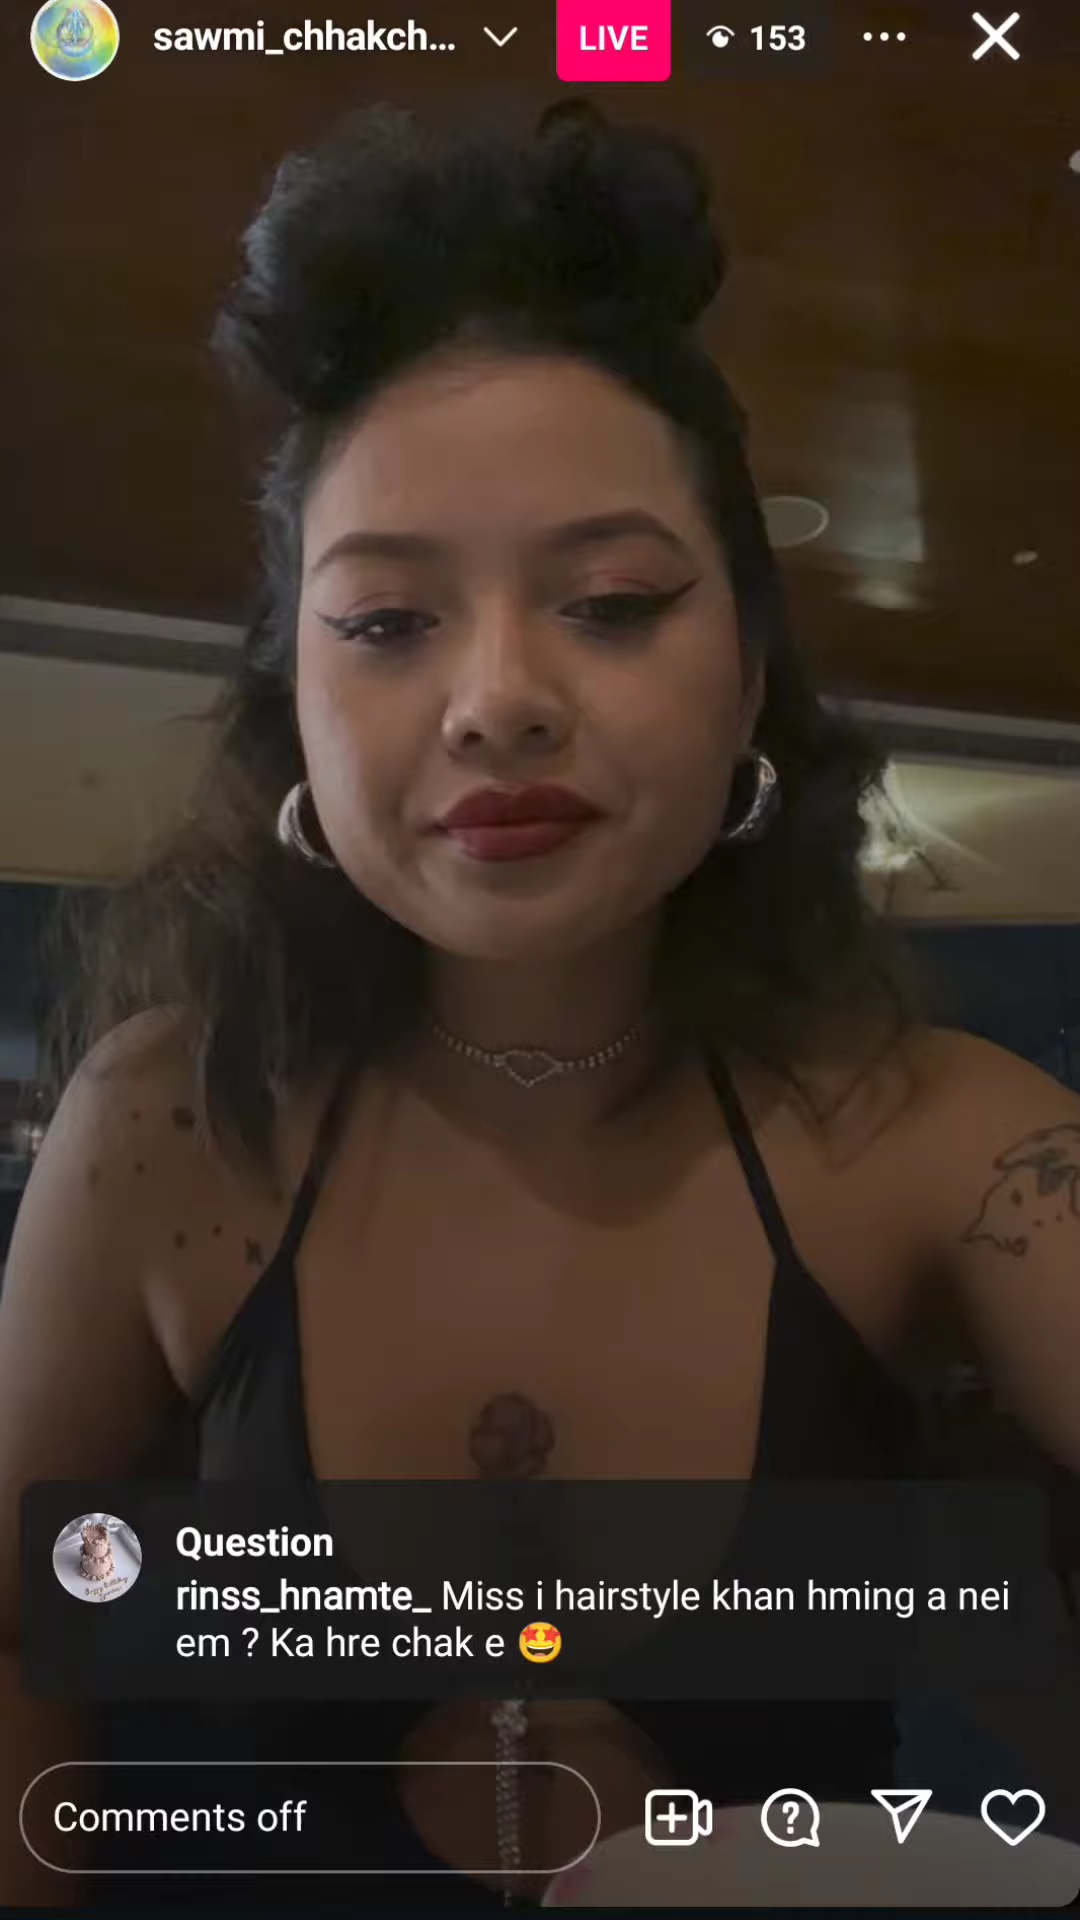 sawmi_chhakch...
LIVE
153
Question
rinss_hnamte_ Miss i hairstyle khan hming a nei
em ? Ka hre chak e 🤩
Comments off